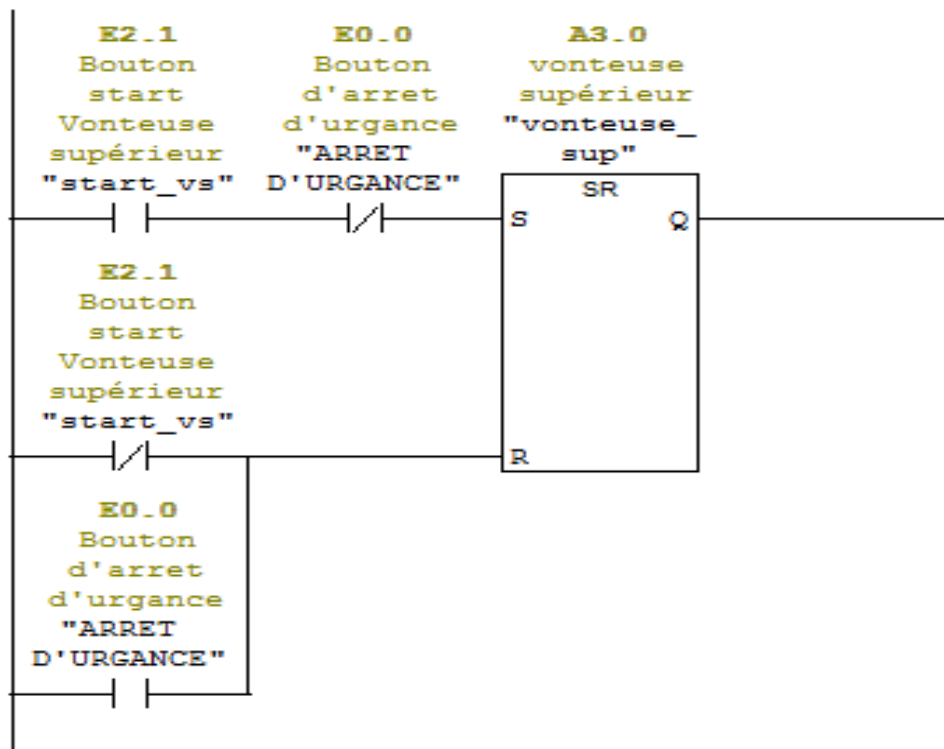 E2.1
Bouton
start
Vonteuse
supérieur
"start_vs"
E0.0
Bouton
d'arret
d'urgance
"ARRET
D'URGANCE"
A3.0
vonteuse
supérieur
"vonteuse_
sup"
SR
S
Q
E2.1
Bouton
start
Vonteuse
supérieur
"start_vs"
R
E0.0
Bouton
d'arret
d'urgance
"ARRET
D'URGANCE"